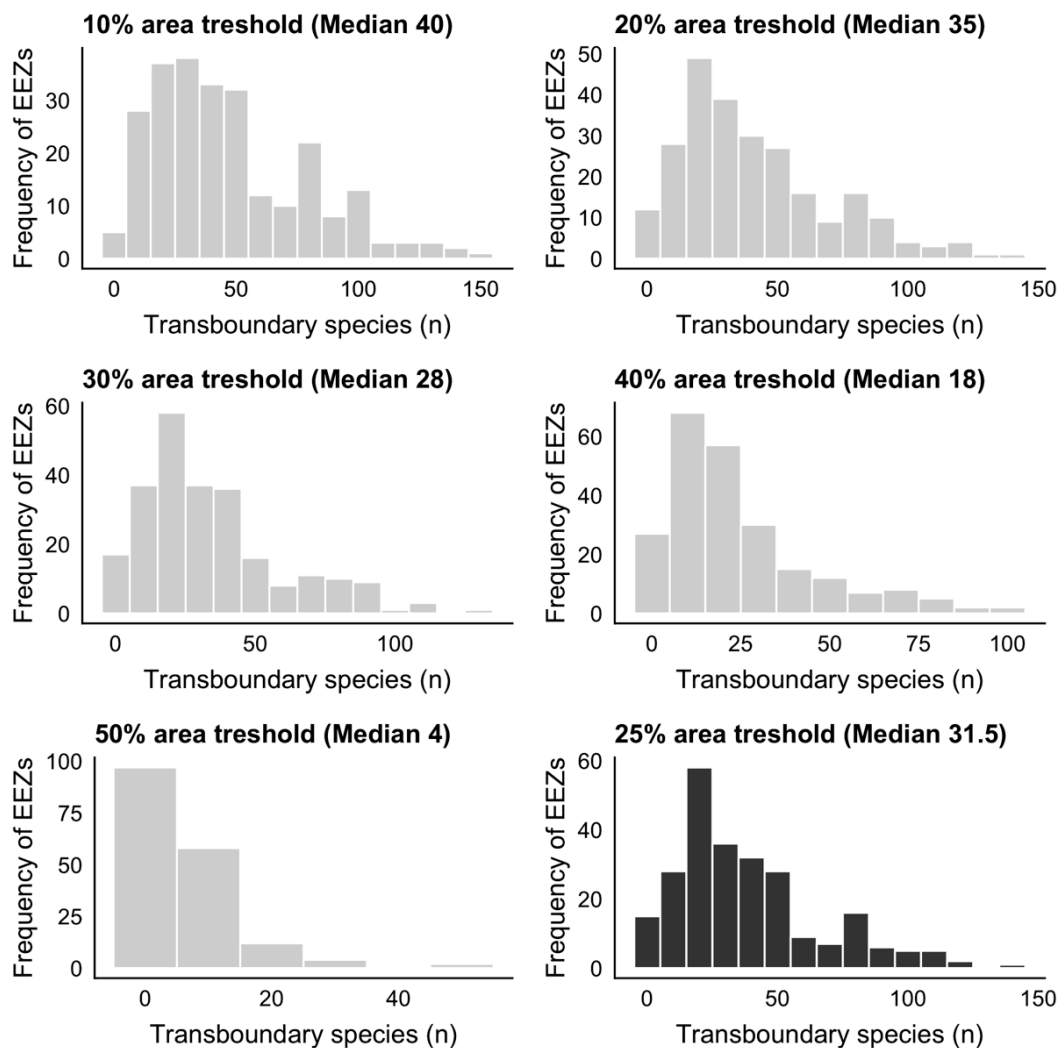 10% area treshold (Median 40)
Frequency of EEZs
30
20
10
0
0 50 100 150
Transboundary species (n)
20% area treshold (Median 35)
Frequency of EEZs
50
40
30
20
10
0
0 50 100 150
Transboundary species (n)
30% area treshold (Median 28)
Frequency of EEZs
60
40
20
0
0 50 100
Transboundary species (n)
40% area treshold (Median 18)
Frequency of EEZs
60
40
20
0
0 25 50 75 100
Transboundary species (n)
50% area treshold (Median 4)
Frequency of EEZs
100
75
50
25
0
0 20 40
Transboundary species (n)
25% area treshold (Median 31.5)
Frequency of EEZs
60
40
20
0
0 50 100 150
Transboundary species (n)